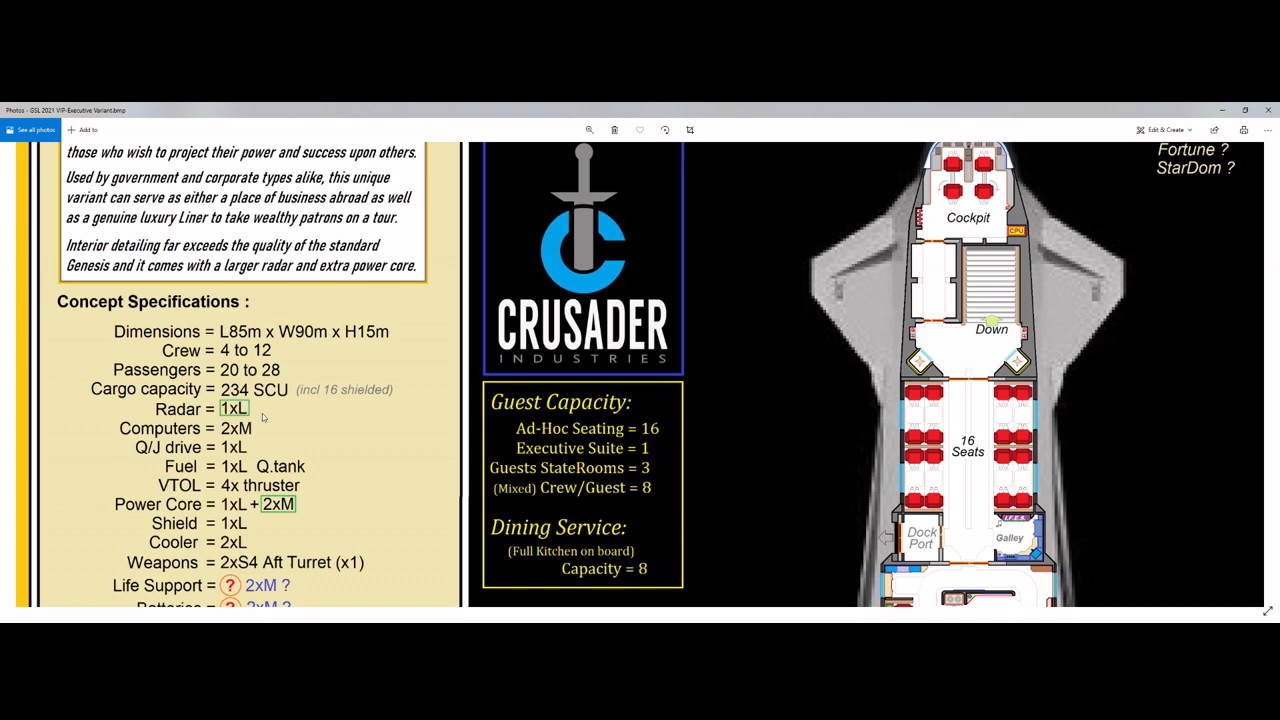 Photos - GSL 2021 VIP-Executive Variant.bmp
See all photos
Add to
Edit & Create
those who wish to project their power and success upon others.
Used by government and corporate types alike, this unique
variant can serve as either a place of business abroad as well
as a genuine luxury Liner to take wealthy patrons on a tour.
Interior detailing far exceeds the quality of the standard
Genesis and it comes with a larger radar and extra power core.
Concept Specifications :
Dimensions = L85m x W90m x H15m
Crew = 4 to 12
Passengers = 20 to 28
Cargo capacity = 234 SCU (incl 16 shielded)
Radar = 1xL
Computers = 2xM
Q/J drive = 1xL
Fuel = 1xL Q.tank
VTOL = 4x thruster
Power Core = 1xL + 2xM
Shield = 1xL
Cooler = 2xL
Weapons = 2xS4 Aft Turret (x1)
Life Support = ? 2xM ?
Batteries = ? 2xM ?
CRUSADER
INDUSTRIES
Guest Capacity:
Ad-Hoc Seating = 16
Executive Suite = 1
Guests StateRooms = 3
(Mixed) Crew/Guest = 8
Dining Service:
(Full Kitchen on board)
Capacity = 8
Fortune ?
StarDom ?
Cockpit
CPU
Down
16
Seats
Dock
Port
Galley